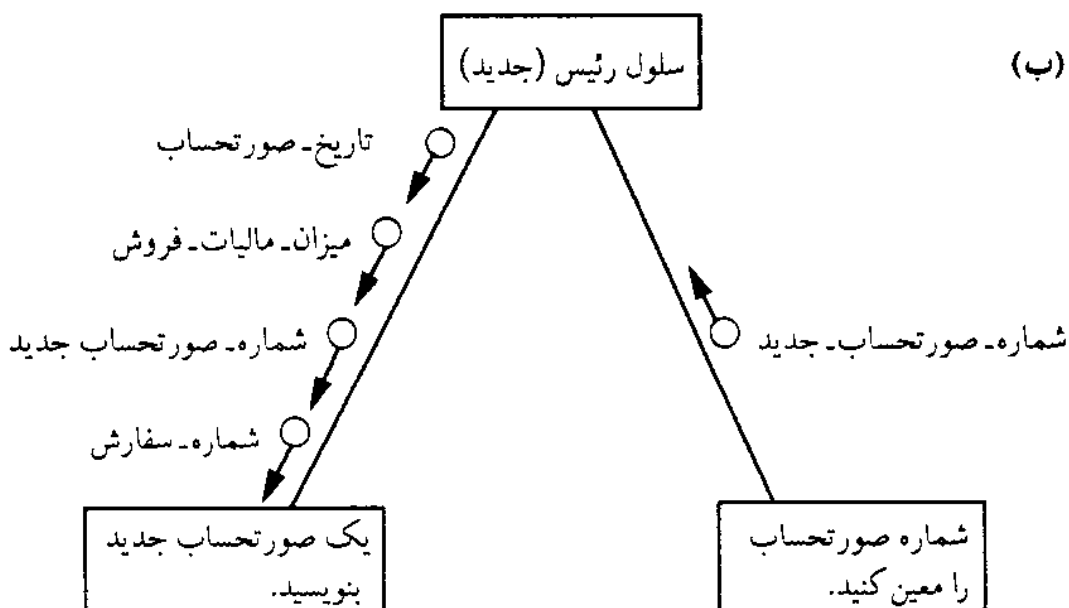 (ب)
سلول رئیس (جدید)
تاریخ-صورتحساب
میزان-مالیات-فروش
شماره-صورتحساب جدید
شماره-صورتحساب-جدید
شماره-سفارش
شماره صورتحساب
را معین کنید.
یک صورتحساب جدید
بنویسید.